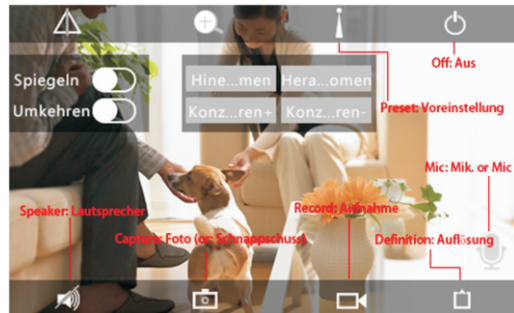 Off: Aus
Spiegeln
Hine...men
Hera...omen
Umkehren
Konz...ren+
Konz...ren-
Preset: Voreinstellung
Mic: Mik. or Mic
Speaker: Lautsprecher
Record: Aufnahme
Capture: Foto (or: Schnappschuss)
Definition: Auflösung